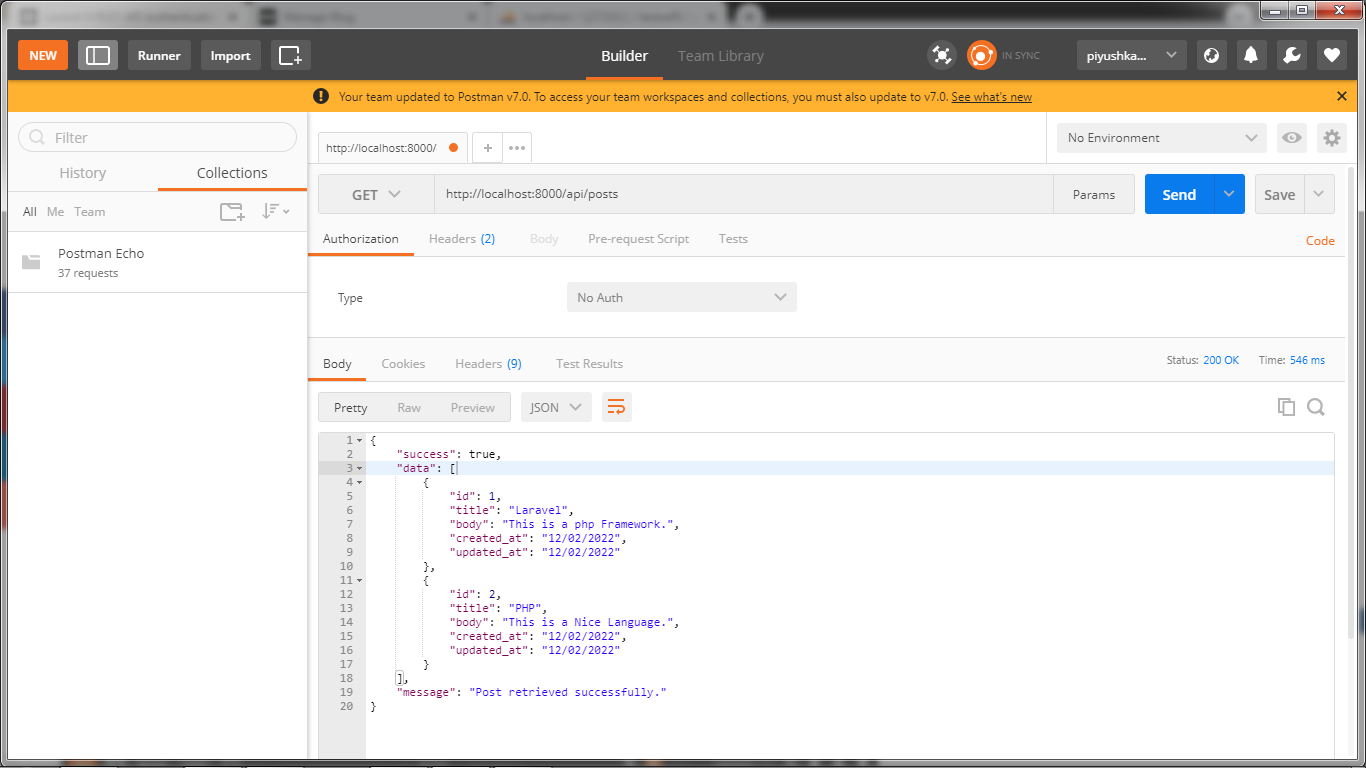 NEW Runner Import Builder Team Library IN SYNC piyushka...
Your team updated to Postman v7.0. To access your team workspaces and collections, you must also update to v7.0. See what's new
Filter
History Collections
All Me Team
Postman Echo
37 requests
http://localhost:8000/ + ••• No Environment
GET http://localhost:8000/api/posts Params Send Save
Authorization Headers (2) Body Pre-request Script Tests Code
Type No Auth
Body Cookies Headers (9) Test Results Status: 200 OK Time: 546 ms
Pretty Raw Preview JSON
1 {
2 "success": true,
3 "data": [
4 {
5 "id": 1,
6 "title": "Laravel",
7 "body": "This is a php Framework.",
8 "created_at": "12/02/2022",
9 "updated_at": "12/02/2022"
10 },
11 {
12 "id": 2,
13 "title": "PHP",
14 "body": "This is a Nice Language.",
15 "created_at": "12/02/2022",
16 "updated_at": "12/02/2022"
17 }
18 ],
19 "message": "Post retrieved successfully."
20 }